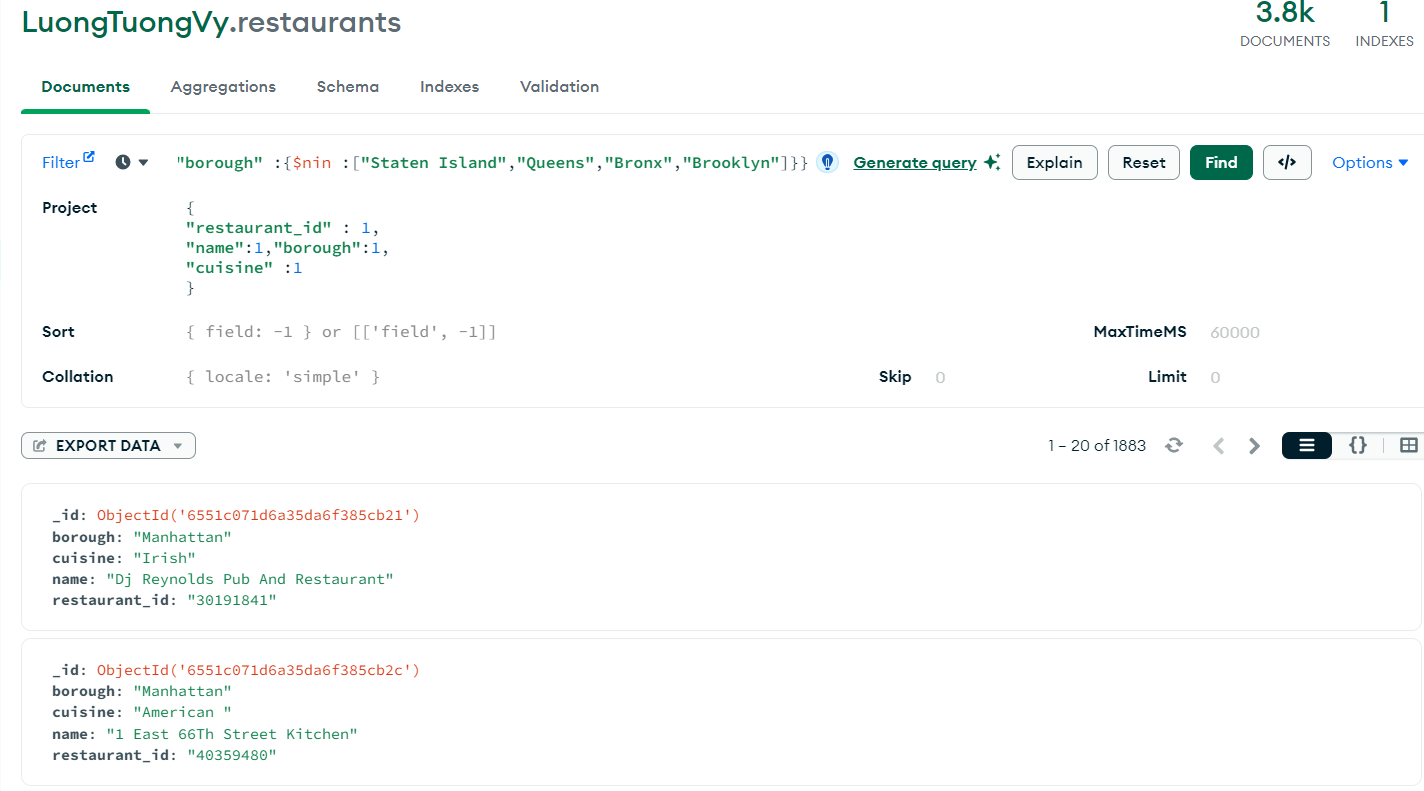 LuongTuongVy.restaurants
3.8k
DOCUMENTS
1
INDEXES
Documents Aggregations Schema Indexes Validation
Filter "borough" :{$nin :["Staten Island","Queens","Bronx","Brooklyn"]}} Generate query Explain Reset Find </> Options
Project
{
"restaurant_id" : 1,
"name":1,"borough":1,
"cuisine" :1
}
Sort { field: -1 } or [['field', -1]] MaxTimeMS 60000
Collation { locale: 'simple' } Skip 0 Limit 0
EXPORT DATA 1 – 20 of 1883 {}
_id: ObjectId('6551c071d6a35da6f385cb21')
borough: "Manhattan"
cuisine: "Irish"
name: "Dj Reynolds Pub And Restaurant"
restaurant_id: "30191841"
_id: ObjectId('6551c071d6a35da6f385cb2c')
borough: "Manhattan"
cuisine: "American "
name: "1 East 66Th Street Kitchen"
restaurant_id: "40359480"